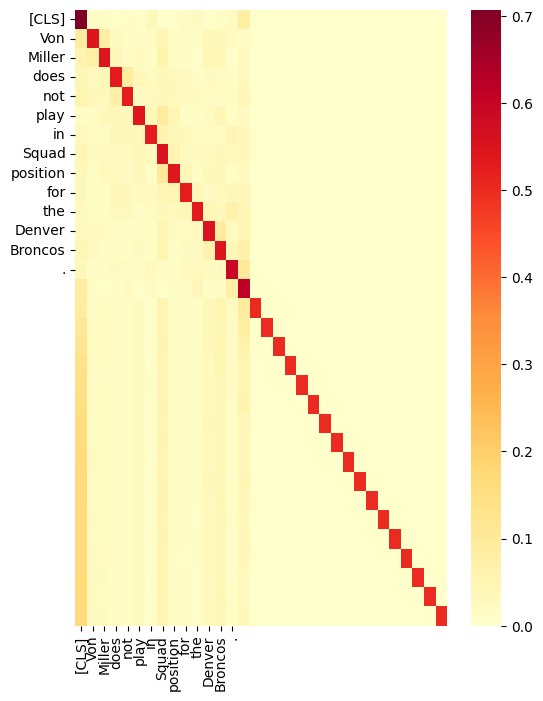 [CLS]
Von
Miller
does
not
play
in
Squad
position
for
the
Denver
Broncos
.
[CLS]
Von
Miller
does
not
play
in
Squad
position
for
the
Denver
Broncos
.
0.7
0.6
0.5
0.4
0.3
0.2
0.1
0.0